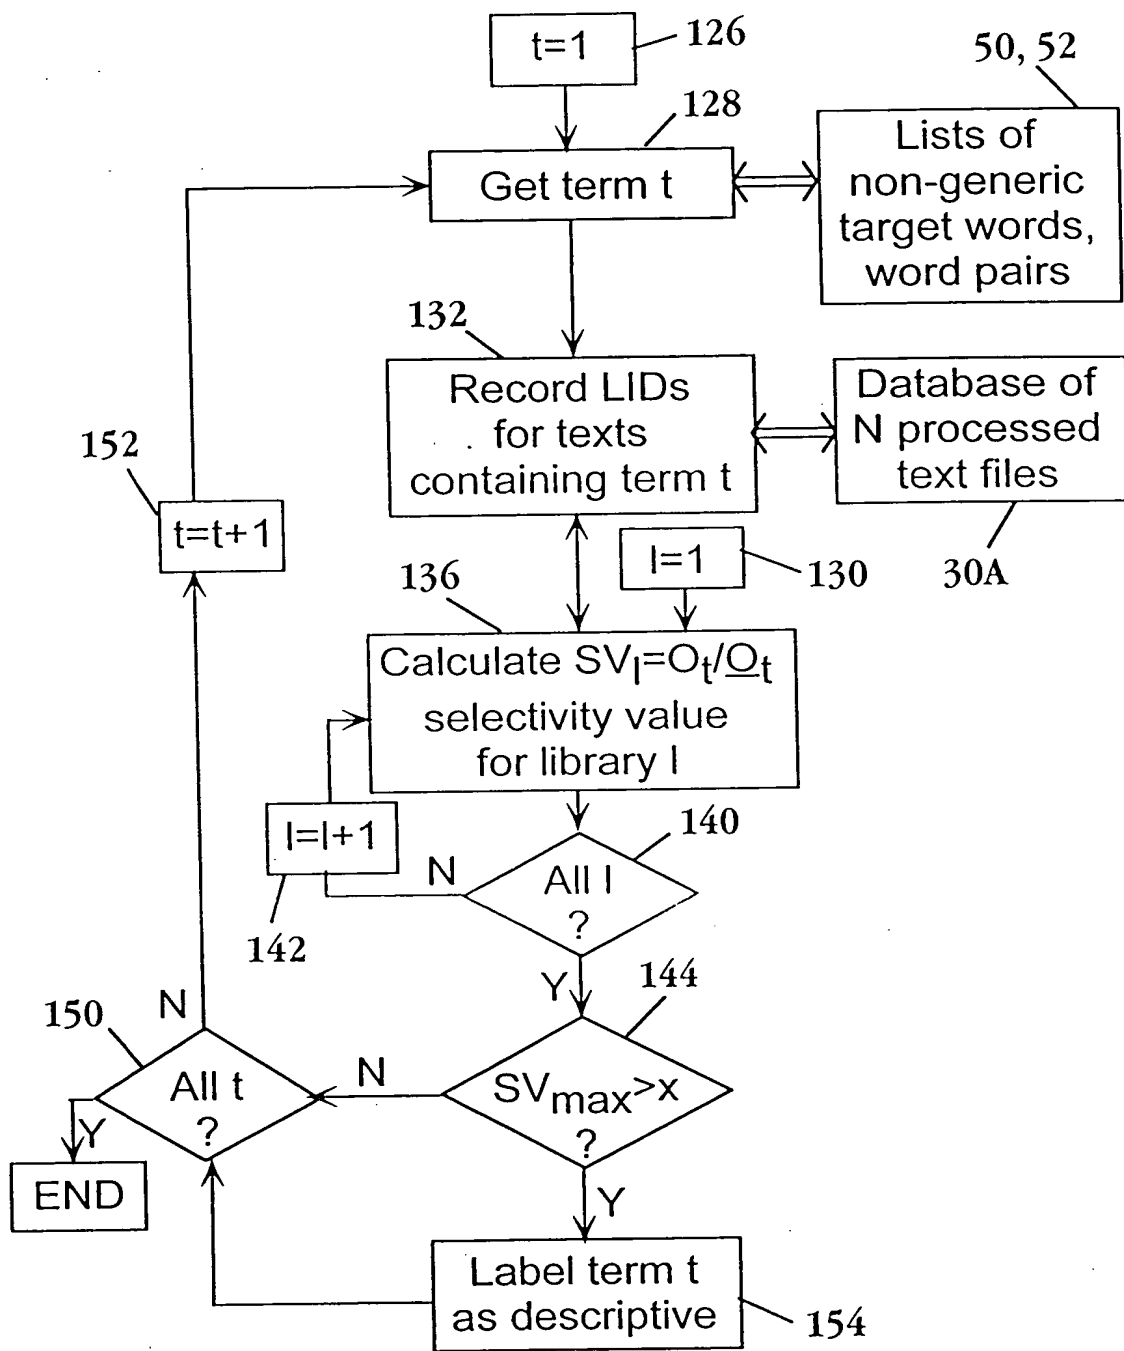 t=1
126
50, 52
128
Get term t
Lists of
non-generic
target words,
word pairs
132
Record LIDs
for texts
containing term t
Database of
N processed
text files
30A
152
t=t+1
l=1
130
136
Calculate SVl=Ot/Ot
selectivity value
for library l
l=l+1
142
N
140
All l
?
Y
144
SVmax>x
?
N
150
N
All t
?
Y
END
Y
Label term t
as descriptive
154